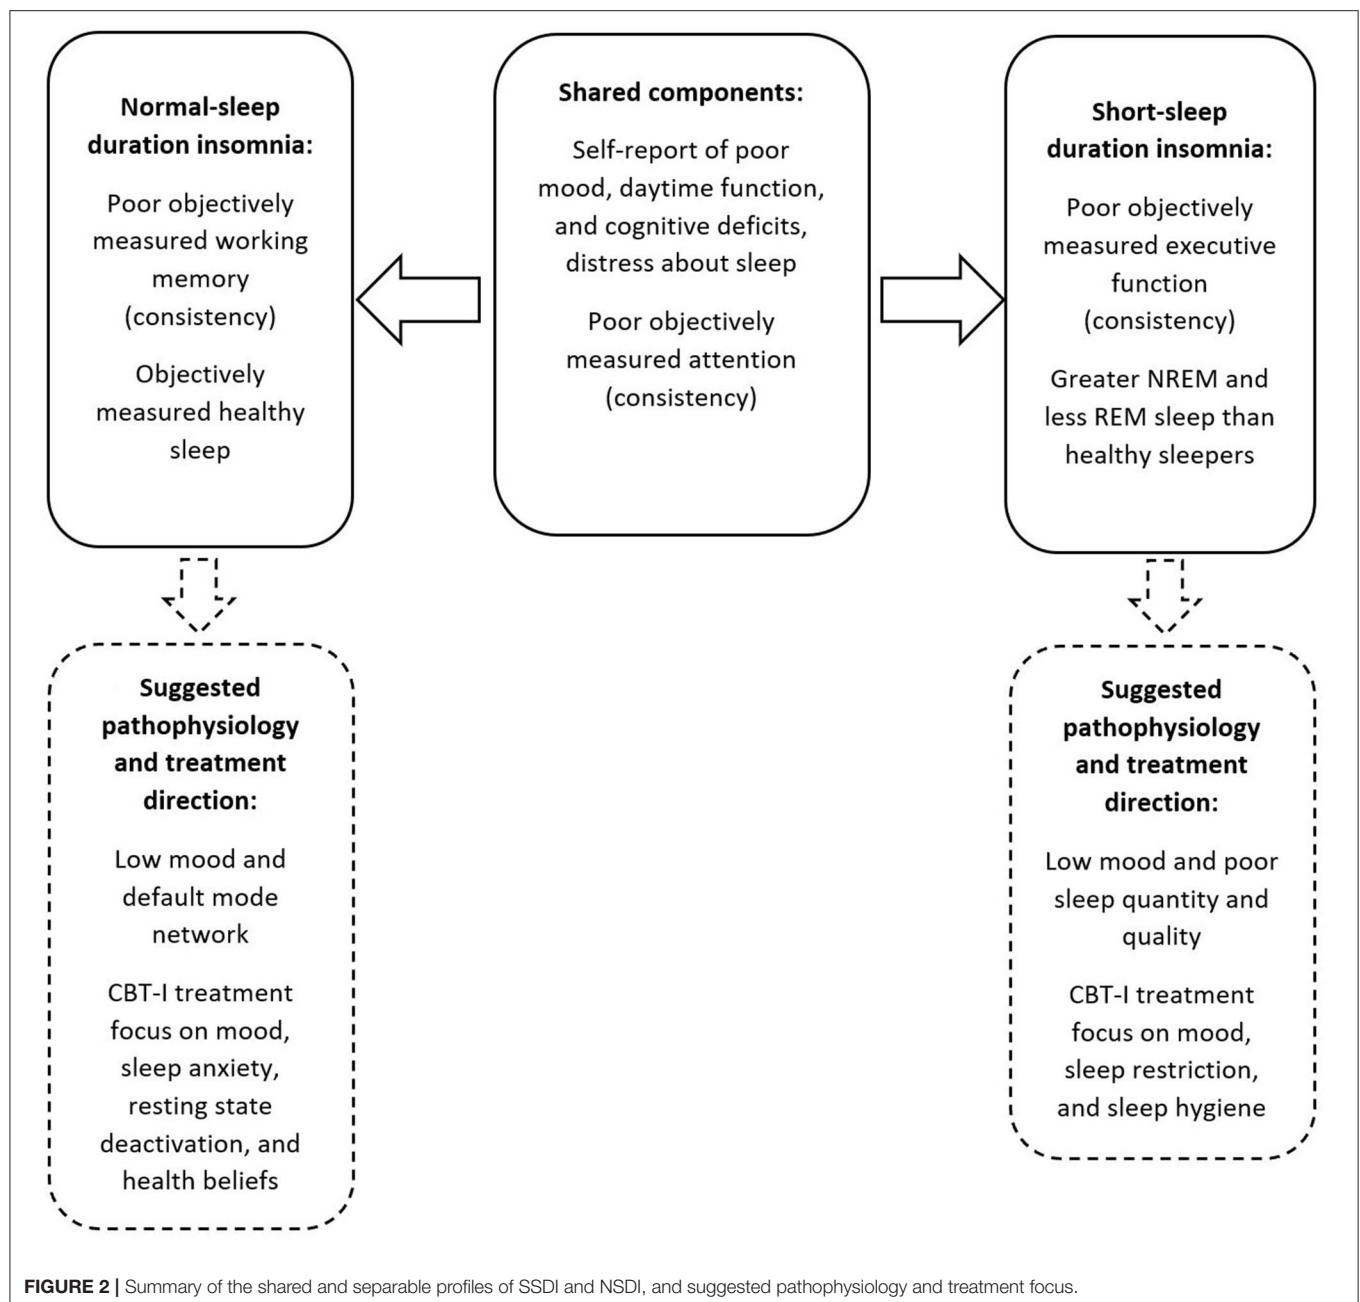 Normal-sleep
duration insomnia:
Poor objectively
measured working
memory
(consistency)
Objectively
measured healthy
sleep
Shared components:
Self-report of poor
mood, daytime function,
and cognitive deficits,
distress about sleep
Poor objectively
measured attention
(consistency)
Short-sleep
duration insomnia:
Poor objectively
measured executive
function
(consistency)
Greater NREM and
less REM sleep than
healthy sleepers
Suggested
pathophysiology
and treatment
direction:
Low mood and
default mode
network
CBT-I treatment
focus on mood,
sleep anxiety,
resting state
deactivation, and
health beliefs
Suggested
pathophysiology
and treatment
direction:
Low mood and poor
sleep quantity and
quality
CBT-I treatment
focus on mood,
sleep restriction,
and sleep hygiene
FIGURE 2 | Summary of the shared and separable profiles of SSDI and NSDI, and suggested pathophysiology and treatment focus.